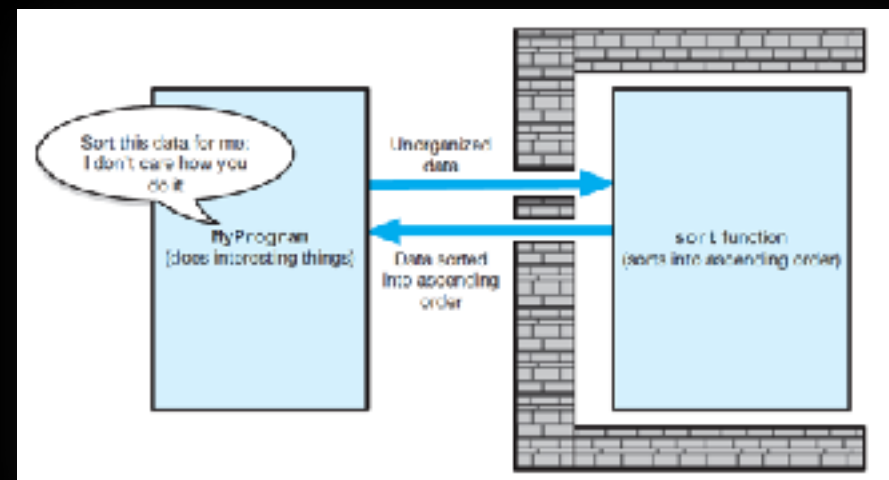 Sort this data for me;
I don't care how you
do it
MyProgram
(does interesting things)
Unorganized
data
Data sorted
into ascending
order
sort function
(sorts into ascending order)